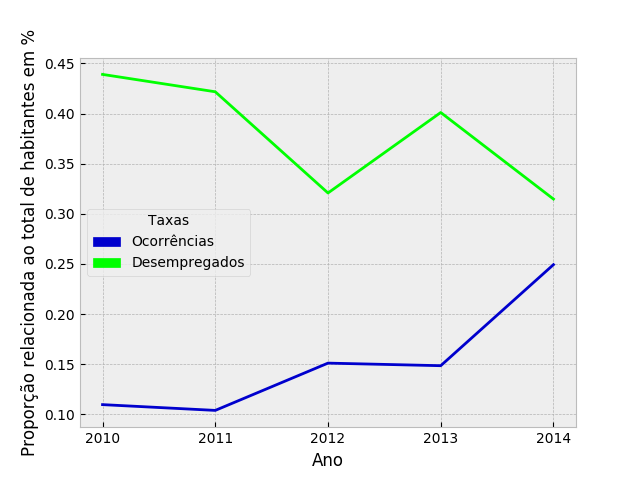 Proporção relacionada ao total de habitantes em %
0.45
0.40
0.35
0.30
0.25
0.20
0.15
0.10
Taxas
Ocorrências
Desempregados
2010 2011 2012 2013 2014
Ano